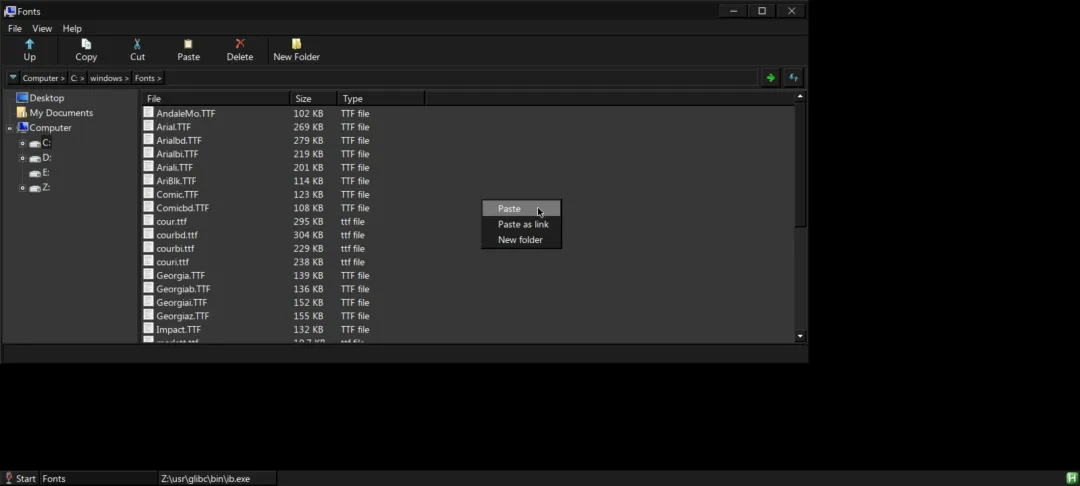 Fonts
File View Help
Up Copy Cut Paste Delete New Folder
Computer > C: > windows > Fonts >
Desktop
My Documents
Computer
C:
D:
E:
Z:
File Size Type
AndaleMo.TTF 102 KB TTF file
Arial.TTF 269 KB TTF file
Arialbd.TTF 279 KB TTF file
Arialbi.TTF 219 KB TTF file
Ariali.TTF 201 KB TTF file
AriBlk.TTF 114 KB TTF file
Comic.TTF 123 KB TTF file
Comicbd.TTF 108 KB TTF file
cour.ttf 295 KB ttf file
courbd.ttf 304 KB ttf file
courbi.ttf 229 KB ttf file
couri.ttf 238 KB ttf file
Georgia.TTF 139 KB TTF file
Georgiab.TTF 136 KB TTF file
Georgiai.TTF 152 KB TTF file
Georgiaz.TTF 155 KB TTF file
Impact.TTF 132 KB TTF file
Paste
Paste as link
New folder
Start Fonts Z:\usr\glibc\bin\ib.exe H